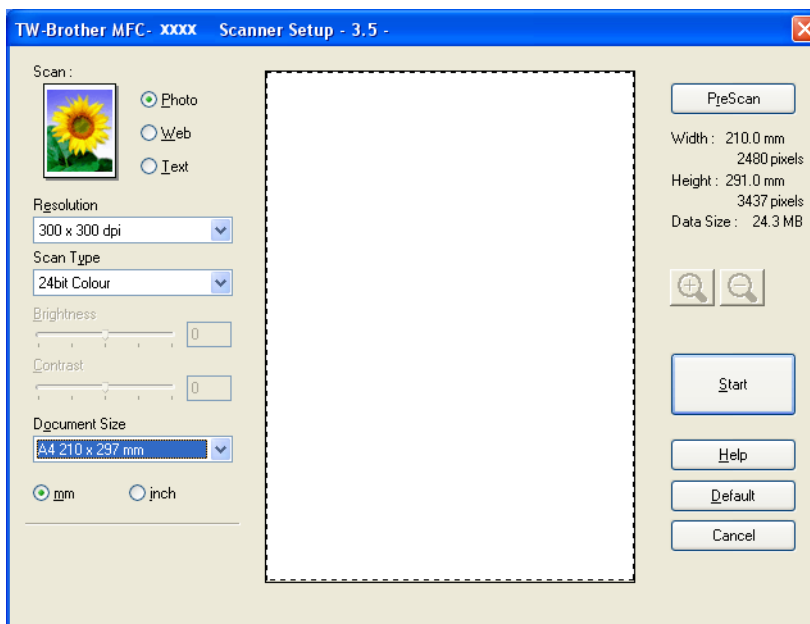 TW-Brother MFC- XXXX Scanner Setup - 3.5 -
Scan :
Photo
Web
Text
Resolution
300 x 300 dpi
Scan Type
24bit Colour
Brightness
0
Contrast
0
Document Size
A4 210 x 297 mm
mm inch
PreScan
Width : 210.0 mm
2480 pixels
Height : 291.0 mm
3437 pixels
Data Size : 24.3 MB
Start
Help
Default
Cancel